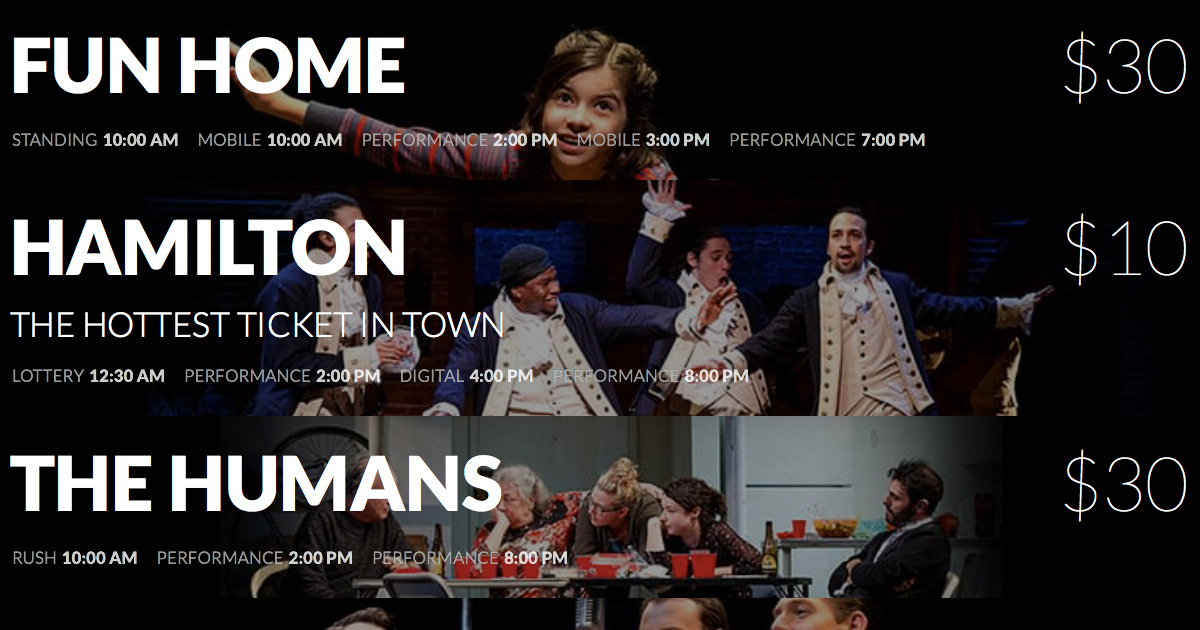 FUN HOME $30
STANDING 10:00 AM MOBILE 10:00 AM PERFORMANCE 2:00 PM MOBILE 3:00 PM PERFORMANCE 7:00 PM
HAMILTON $10
THE HOTTEST TICKET IN TOWN
LOTTERY 12:30 AM PERFORMANCE 2:00 PM DIGITAL 4:00 PM PERFORMANCE 8:00 PM
THE HUMANS $30
RUSH 10:00 AM PERFORMANCE 2:00 PM PERFORMANCE 8:00 PM